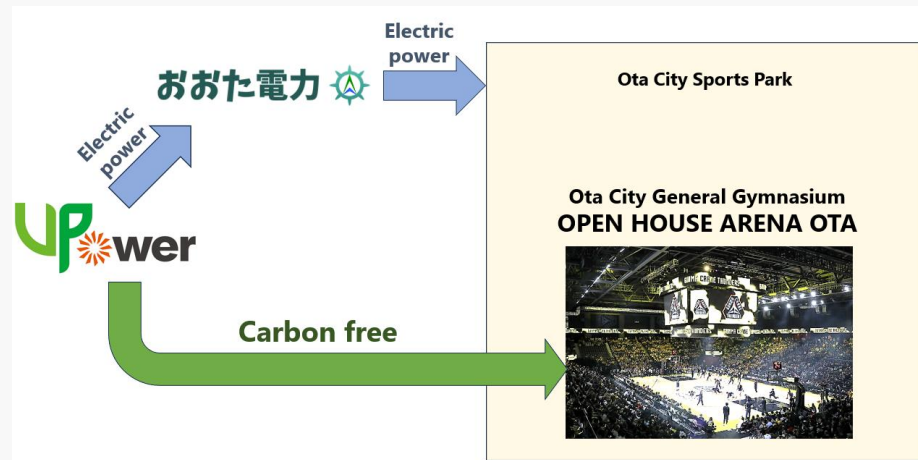 Electric
power
おおた電力
Electric
power
UPower
Carbon free
Ota City Sports Park
Ota City General Gymnasium
OPEN HOUSE ARENA OTA